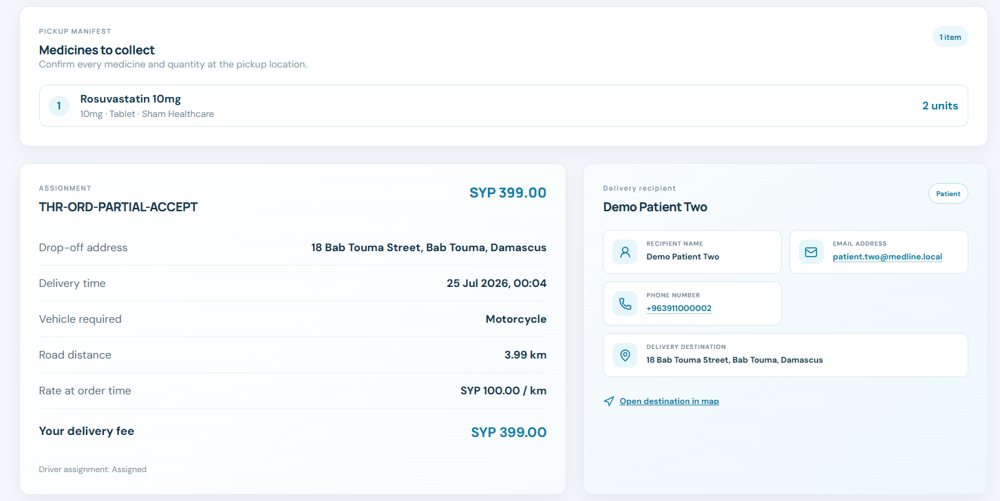 PICKUP MANIFEST
1 item
Medicines to collect
Confirm every medicine and quantity at the pickup location.
1
Rosuvastatin 10mg
10mg · Tablet · Sham Healthcare
2 units
ASSIGNMENT
SYP 399.00
THR-ORD-PARTIAL-ACCEPT
Drop-off address
18 Bab Touma Street, Bab Touma, Damascus
Delivery time
25 Jul 2026, 00:04
Vehicle required
Motorcycle
Road distance
3.99 km
Rate at order time
SYP 100.00 / km
Your delivery fee
SYP 399.00
Driver assignment: Assigned
Delivery recipient
Patient
Demo Patient Two
RECIPIENT NAME
Demo Patient Two
EMAIL ADDRESS
patient.two@medline.local
PHONE NUMBER
+963911000002
DELIVERY DESTINATION
18 Bab Touma Street, Bab Touma, Damascus
Open destination in map